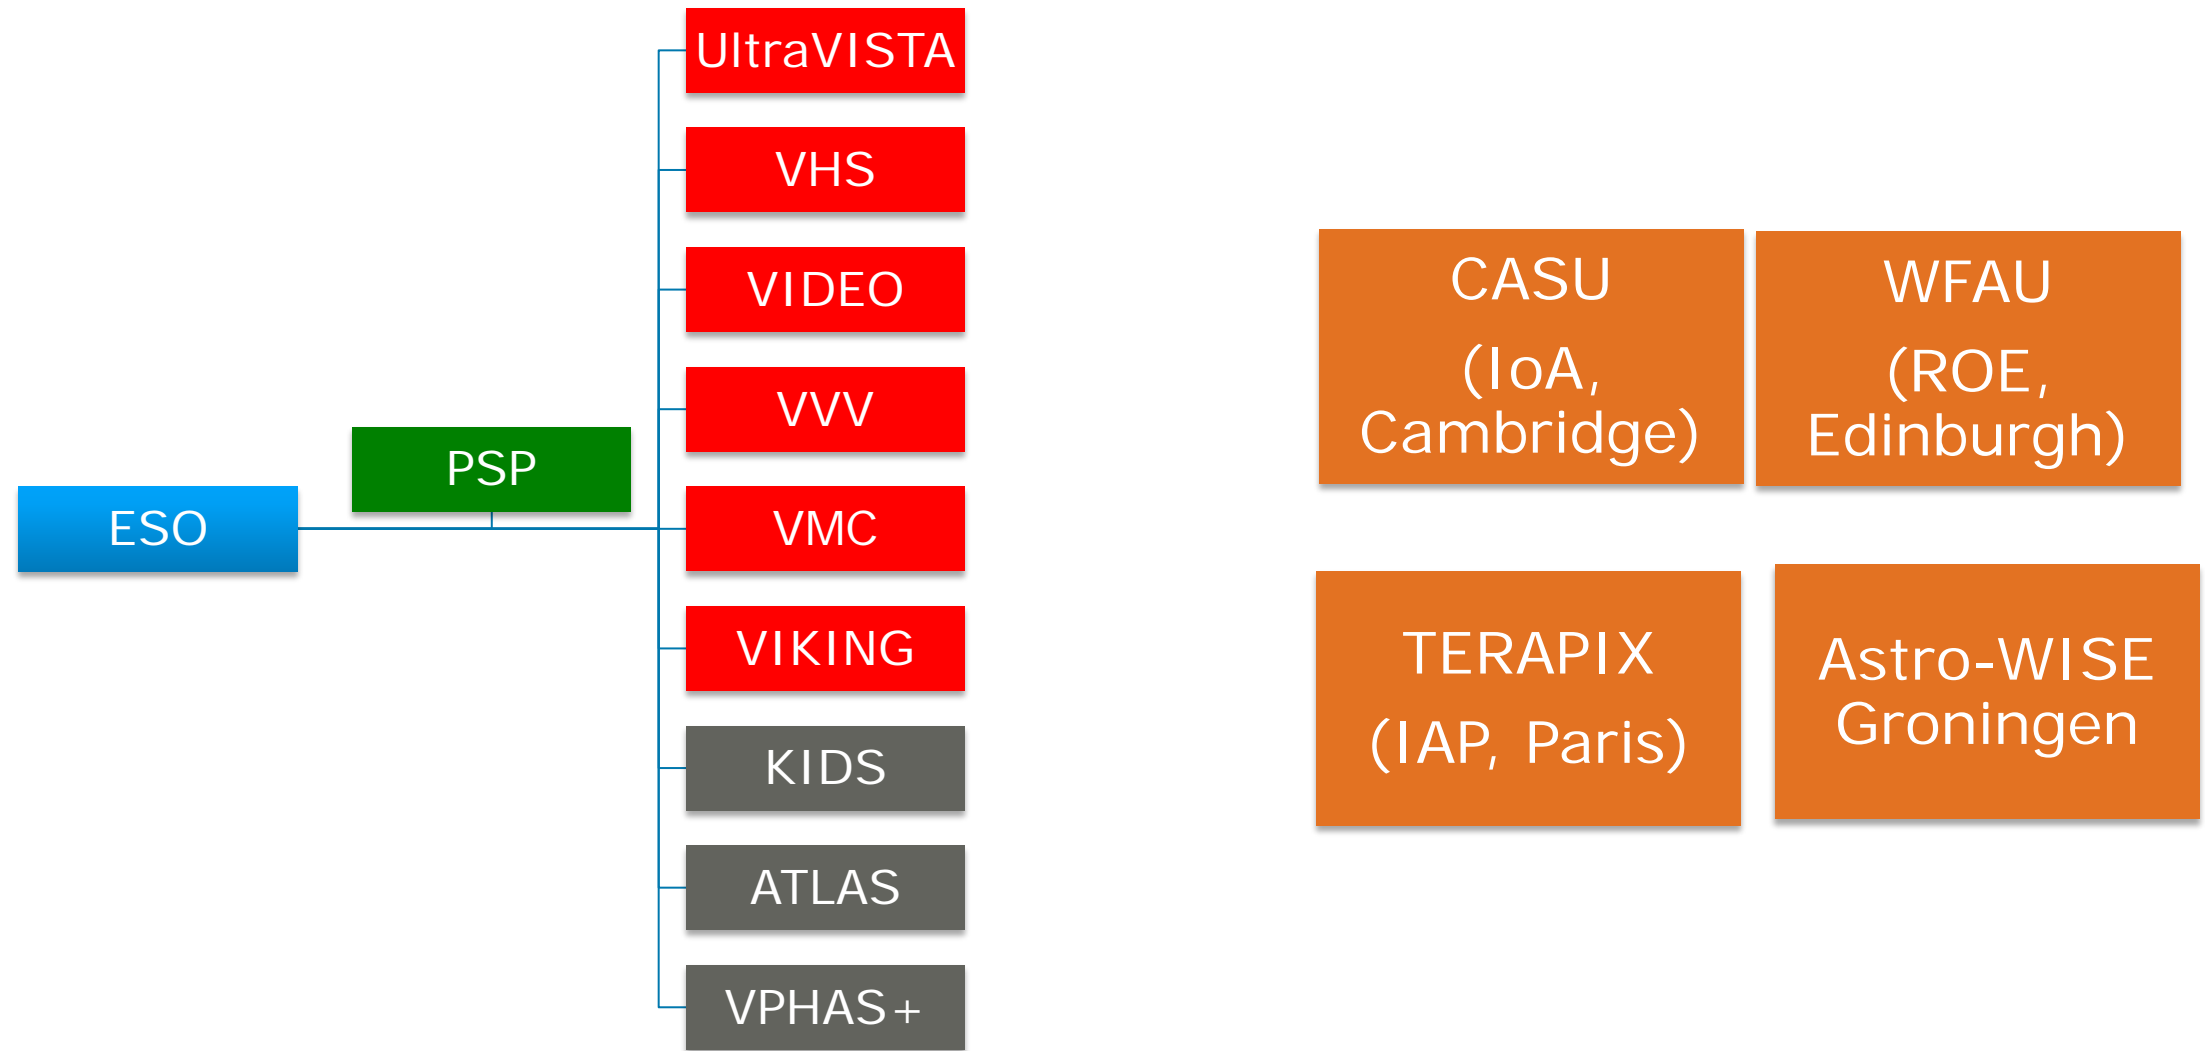 UltraVISTA
VHS
VIDEO
VVV
PSP
ESO
VMC
VIKING
KIDS
ATLAS
VPHAS+
CASU
(IoA,
Cambridge)
WFAU
(ROE,
Edinburgh)
TERAPIX
(IAP, Paris)
Astro-WISE
Groningen